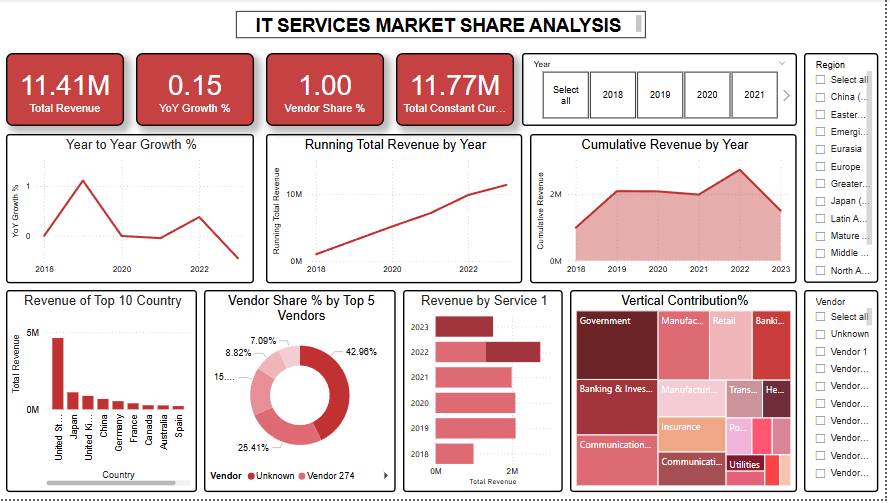 IT SERVICES MARKET SHARE ANALYSIS
11.41M
Total Revenue
0.15
YoY Growth %
1.00
Vendor Share %
11.77M
Total Constant Cur...
Year
Select all
2018
2019
2020
2021
Region
Select all
China (...
Easter...
Emergi...
Eurasia
Europe
Greater...
Japan (...
Latin A...
Mature ...
Middle ...
North A...
Year to Year Growth %
YoY Growth %
1
0
2018
2020
2022
Running Total Revenue by Year
Running Total Revenue
10M
0M
2018
2020
2022
Cumulative Revenue by Year
Cumulative Revenue
2M
0M
2018
2019
2020
2021
2022
2023
Revenue of Top 10 Country
Total Revenue
5M
0M
United St...
Japan
United Ki...
China
Germany
France
Canada
Australia
Spain
Country
Vendor Share % by Top 5
Vendors
7.09%
8.82%
15....
25.41%
42.96%
Vendor
Unknown
Vendor 274
Revenue by Service 1
2023
2022
2021
2020
2019
2018
0M
2M
Total Revenue
Vertical Contribution%
Government
Manufac...
Retail
Banki...
Banking & Inves...
Manufacturi...
Trans...
He...
Insurance
Po...
Communication...
Communicati...
Utilities
Vendor
Select all
Unknown
Vendor 1
Vendor...
Vendor...
Vendor...
Vendor...
Vendor...
Vendor...
Vendor...